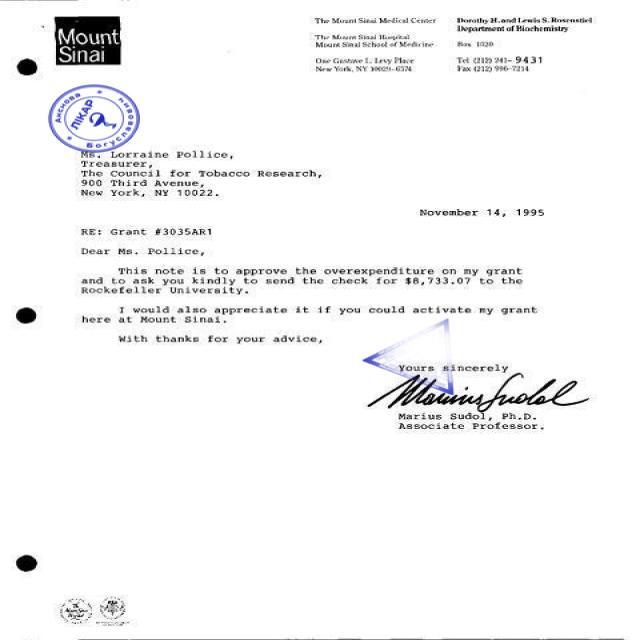 Mount
Sinai
The Mount Sinai Medical Center
The Mount Sinai Hospital
Mount Sinai School of Medicine
One Gustave L. Levy Place
New York, NY 10029-6574
Dorothy H. and Lewis S. Rosenstiel
Department of Biochemistry
Box 1020
Tel (212) 241-9431
Fax (212) 996-7214
ЛІКАР
Ms. Lorraine Pollice,
Treasurer,
The Council for Tobacco Research,
900 Third Avenue,
New York, NY 10022.
November 14, 1995
RE: Grant #3035AR1
Dear Ms. Pollice,
This note is to approve the overexpenditure on my grant
and to ask you kindly to send the check for $8,733.07 to the
Rockefeller University.
I would also appreciate it if you could activate my grant
here at Mount Sinai.
With thanks for your advice,
Yours sincerely
Marius Sudol
Marius Sudol, Ph.D.
Associate Professor.